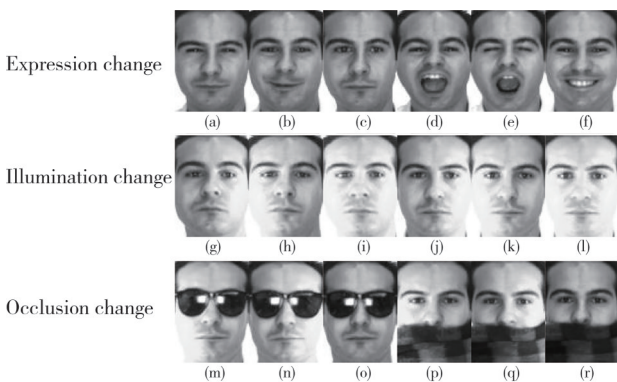 Expression change
(a) (b) (c) (d) (e) (f)
Illumination change
(g) (h) (i) (j) (k) (l)
Occlusion change
(m) (n) (o) (p) (q) (r)